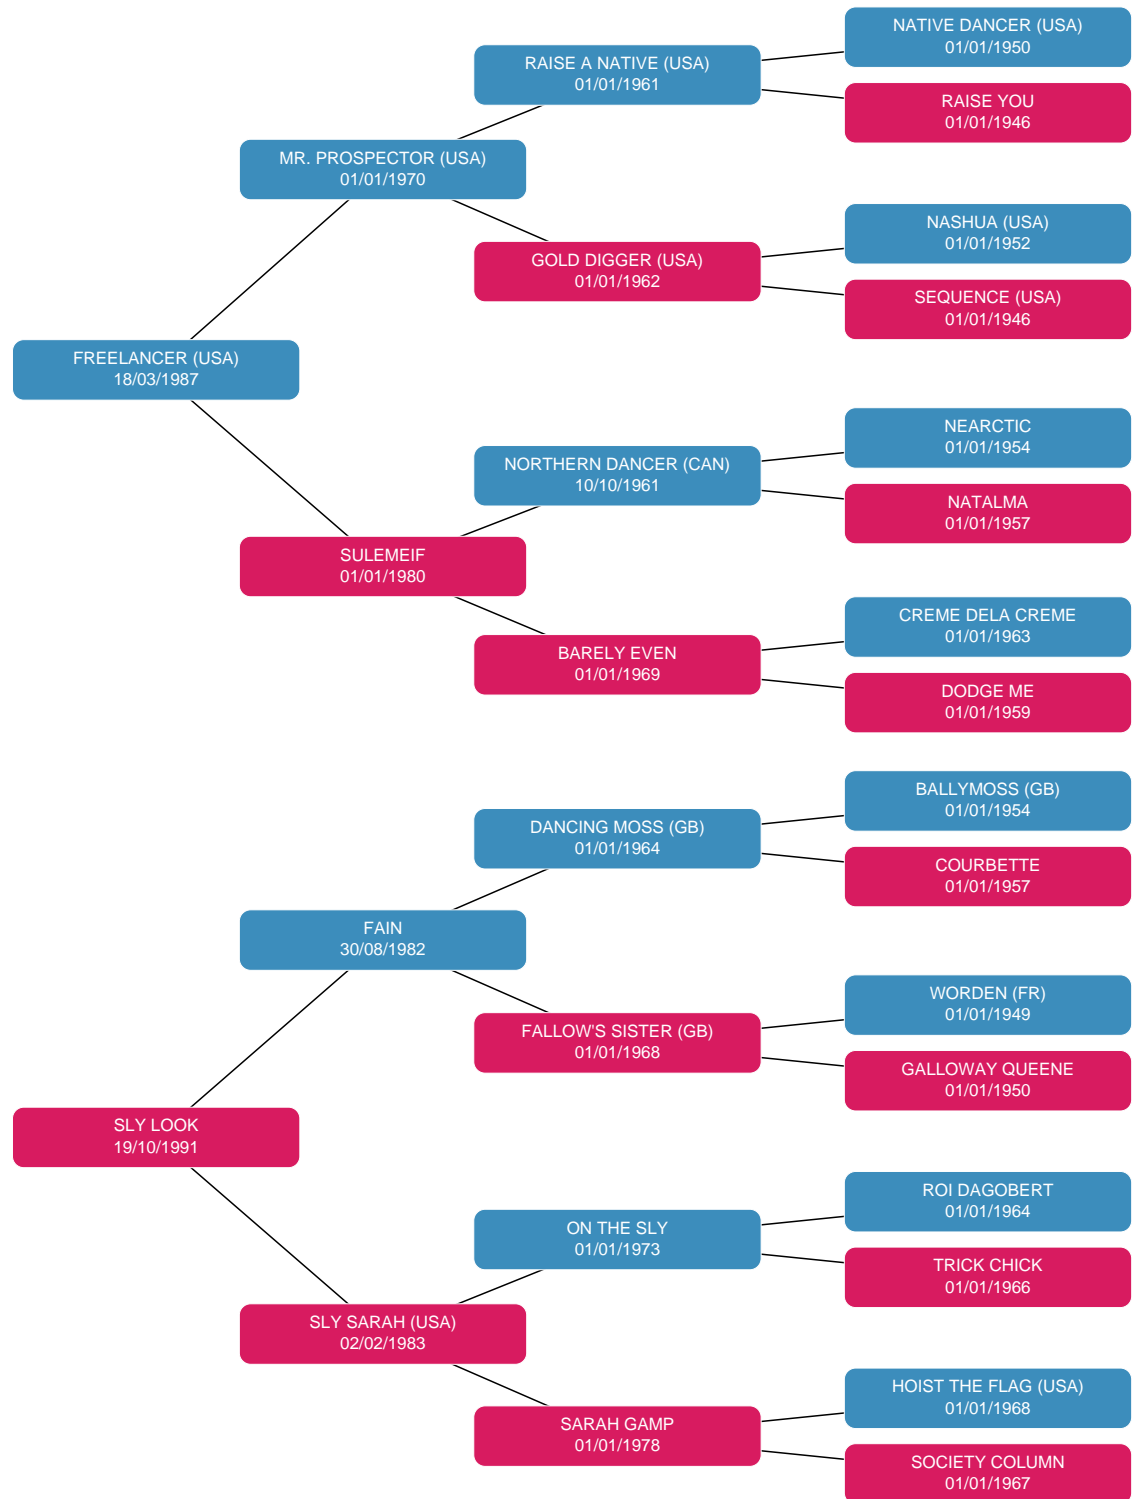 NATIVE DANCER (USA)
01/01/1950
RAISE A NATIVE (USA)
01/01/1961
RAISE YOU
01/01/1946
MR. PROSPECTOR (USA)
01/01/1970
NASHUA (USA)
01/01/1952
GOLD DIGGER (USA)
01/01/1962
SEQUENCE (USA)
01/01/1946
FREELANCER (USA)
18/03/1987
NEARCTIC
01/01/1954
NORTHERN DANCER (CAN)
10/10/1961
NATALMA
01/01/1957
SULEMEIF
01/01/1980
CREME DELA CREME
01/01/1963
BARELY EVEN
01/01/1969
DODGE ME
01/01/1959
BALLYMOSS (GB)
01/01/1954
DANCING MOSS (GB)
01/01/1964
COURBETTE
01/01/1957
FAIN
30/08/1982
WORDEN (FR)
01/01/1949
FALLOW'S SISTER (GB)
01/01/1968
GALLOWAY QUEENE
01/01/1950
SLY LOOK
19/10/1991
ROI DAGOBERT
01/01/1964
ON THE SLY
01/01/1973
TRICK CHICK
01/01/1966
SLY SARAH (USA)
02/02/1983
HOIST THE FLAG (USA)
01/01/1968
SARAH GAMP
01/01/1978
SOCIETY COLUMN
01/01/1967